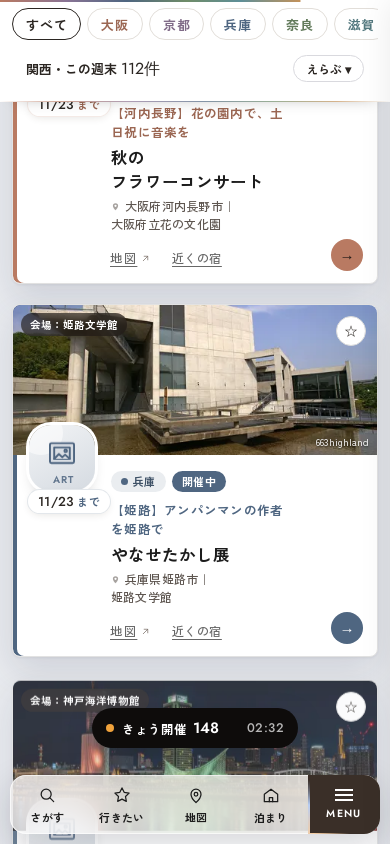 すべて
大阪
京都
兵庫
奈良
滋賀
関西・この週末 112件
えらぶ ▾
11/23 まで
【河内長野】花の園内で、土
日祝に音楽を
秋の
フラワーコンサート
大阪府河内長野市｜
大阪府立花の文化園
地図 ↗
近くの宿
→
会場：姫路文学館
☆
663highland
ART
11/23 まで
兵庫
開催中
【姫路】アンパンマンの作者
を姫路で
やなせたかし展
兵庫県姫路市｜
姫路文学館
地図 ↗
近くの宿
→
会場：神戸海洋博物館
☆
きょう開催 148
02:32
さがす
行きたい
地図
泊まり
MENU